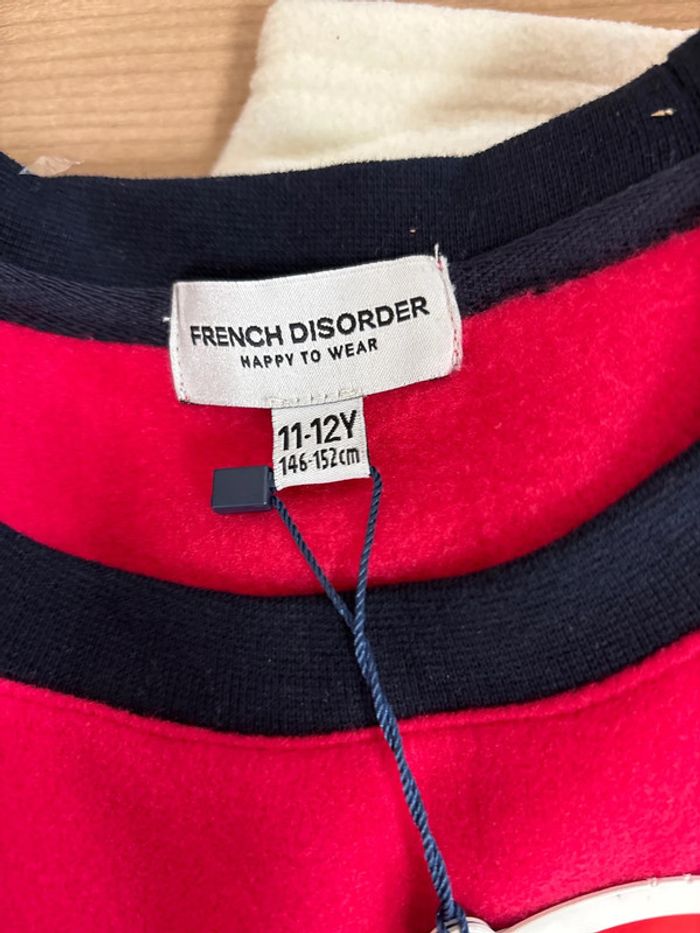 FRENCH DISORDER
HAPPY TO WEAR
11-12Y
146-152cm